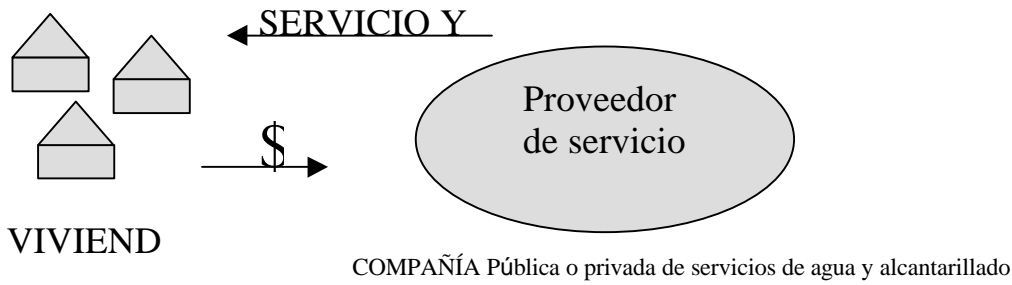 SERVICIO Y
Proveedor
de servicio
$
VIVIEND
COMPAÑÍA Pública o privada de servicios de agua y alcantarillado